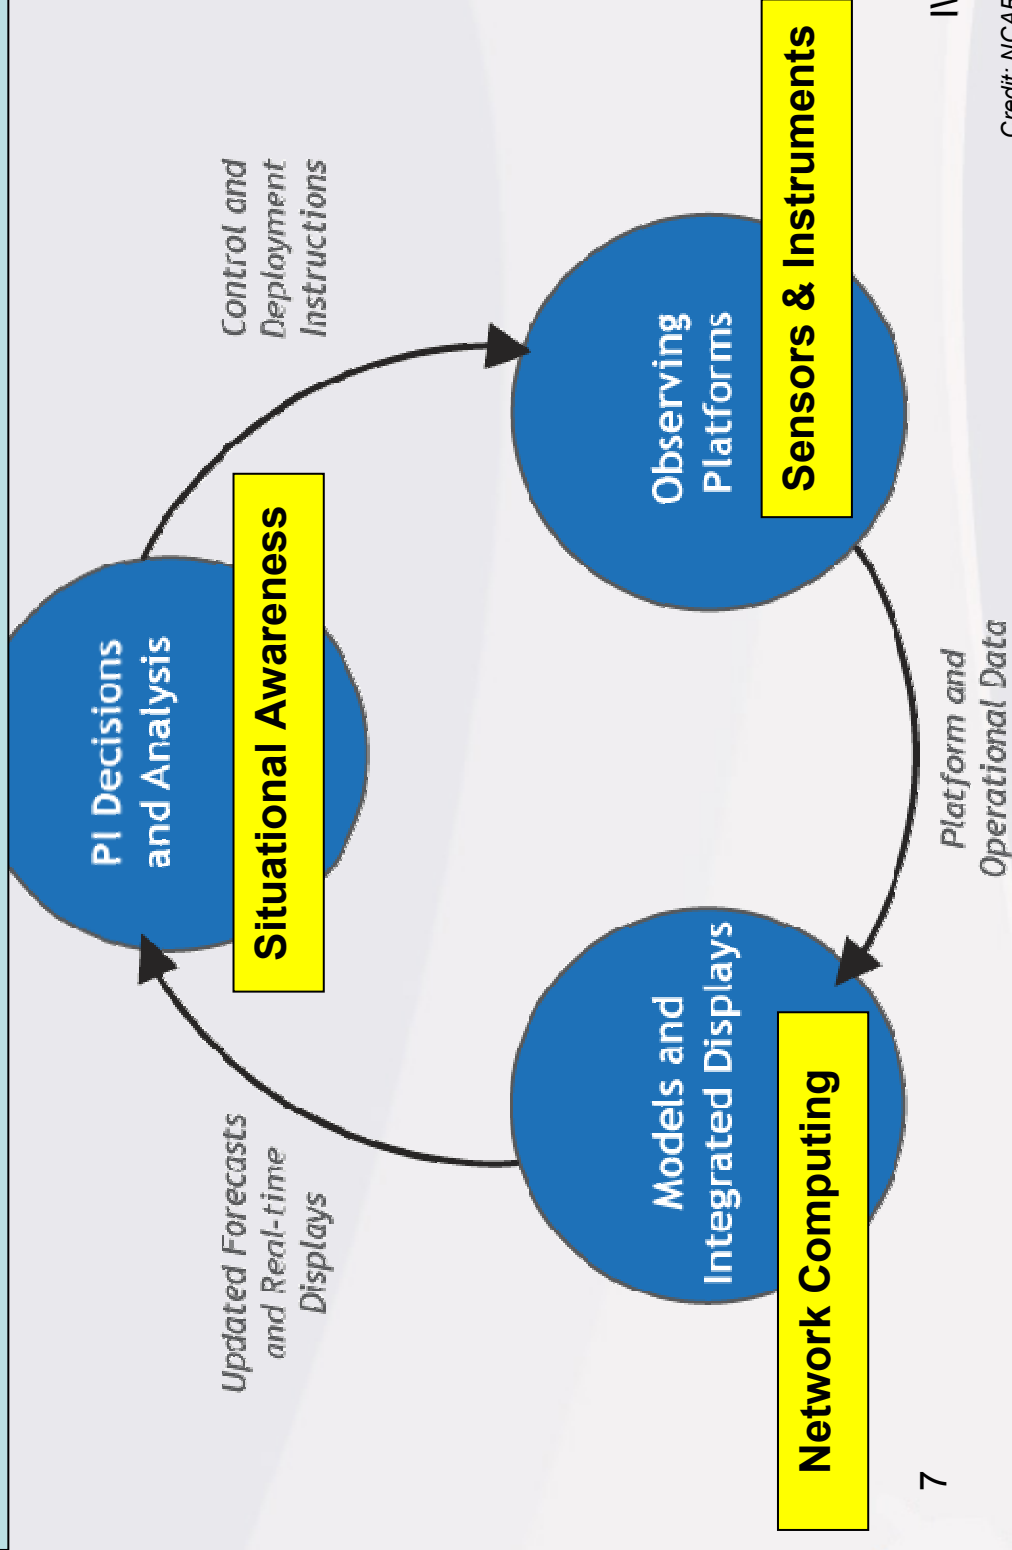 PI Decisions
and Analysis
Situational Awareness
Updated Forecasts
and Real-time
Displays
Control and
Deployment
Instructions
Models and
Integrated Displays
Network Computing
Observing
Platforms
Sensors & Instruments
Platform and
Operational Data
7
Credit: